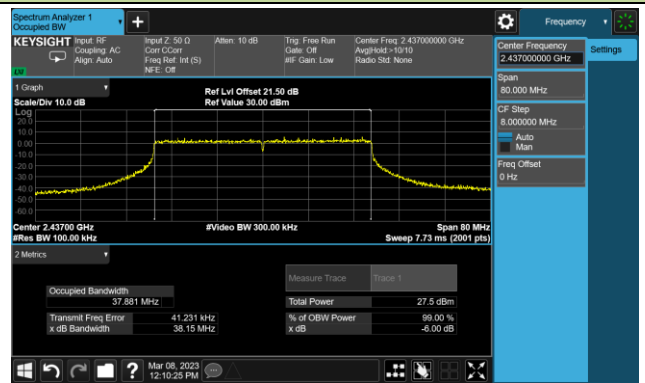 Spectrum Analyzer 1
Occupied BW
Frequency
KEYSIGHT
Input: RF
Coupling: AC
Align: Auto
Input Z: 50 Ω
Corr CCorr
Freq Ref: Int (S)
NFE: Off
Atten: 10 dB
Trig: Free Run
Gate: Off
#IF Gain: Low
Center Freq: 2.437000000 GHz
Avg|Hold:>10/10
Radio Std: None
Center Frequency
2.437000000 GHz
Settings
Span
80.000 MHz
CF Step
8.000000 MHz
Auto
Man
Freq Offset
0 Hz
1 Graph
Scale/Div 10.0 dB
Ref Lvl Offset 21.50 dB
Ref Value 30.00 dBm
Log
20.0
10.0
0.00
-10.0
-20.0
-30.0
-40.0
-50.0
-60.0
Center 2.43700 GHz
#Res BW 100.00 kHz
#Video BW 300.00 kHz
Span 80 MHz
Sweep 7.73 ms (2001 pts)
2 Metrics
Measure Trace
Trace 1
Occupied Bandwidth
37.881 MHz
Total Power
27.5 dBm
Transmit Freq Error
41.231 kHz
% of OBW Power
99.00 %
x dB Bandwidth
38.15 MHz
x dB
-6.00 dB
?
Mar 08, 2023
12:10:25 PM